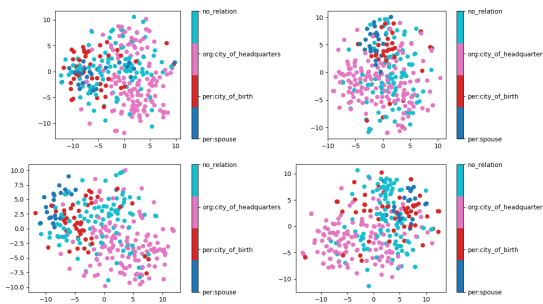 no_relation
10
5
org:city_of_headquarters
0
per:city_of_birth
−5
−10
per:spouse
−10 −5 0 5 10
no_relation
10
5
org:city_of_headquarter
0
per:city_of_birth
−5
−10
per:spouse
−10 −5 0 5 10
no_relation
10.0
7.5
5.0
org:city_of_headquarters
2.5
0.0
−2.5
per:city_of_birth
−5.0
−7.5
−10.0
per:spouse
−10 −5 0 5 10
no_relation
10
5
org:city_of_headquarter
0
per:city_of_birth
−5
−10
per:spouse
−10 −5 0 5 10